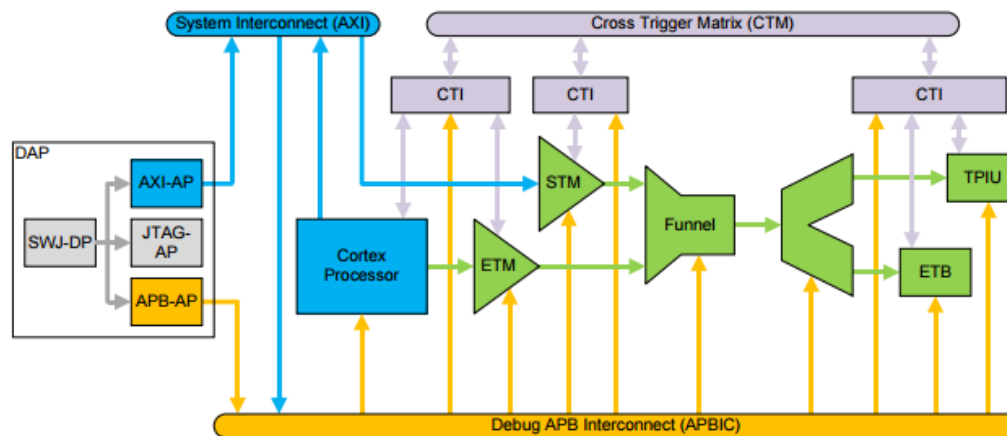 System Interconnect (AXI)
Cross Trigger Matrix (CTM)
CTI
CTI
CTI
DAP
AXI-AP
SWJ-DP
JTAG-
AP
APB-AP
Cortex
Processor
STM
ETM
Funnel
TPIU
ETB
Debug APB Interconnect (APBIC)